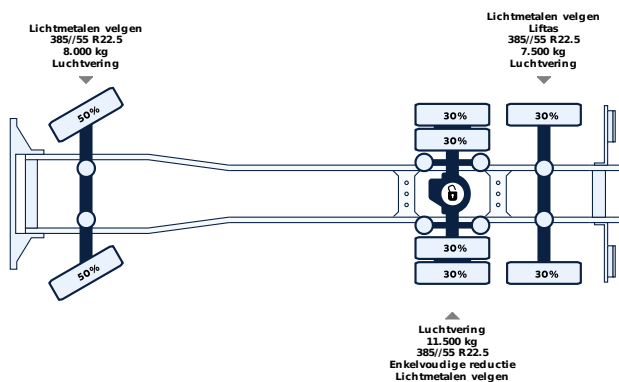 Lichtmetalen velgen
385//55 R22.5
8.000 kg
Luchtvering
Lichtmetalen velgen
Liftas
385//55 R22.5
7.500 kg
Luchtvering
50%
30%
30%
30%
30%
30%
30%
50%
Luchtvering
11.500 kg
385//55 R22.5
Enkelvoudige reductie
Lichtmetalen velgen